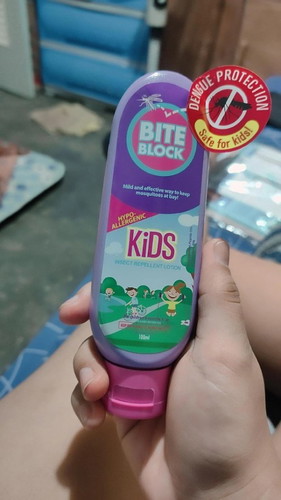 DENGUE PROTECTION
Safe for kids!
BITE
BLOCK
Mild and effective way to keep
mosquitoes at bay!
HYPO-
ALLERGENIC
KiDS
INSECT REPELLENT LOTION
100ml